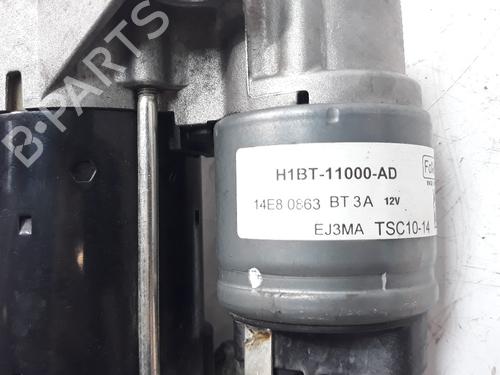 B-PARTS
H1BT-11000-AD
14E8 0863 BT 3A 12V
EJ3MA TSC10-14